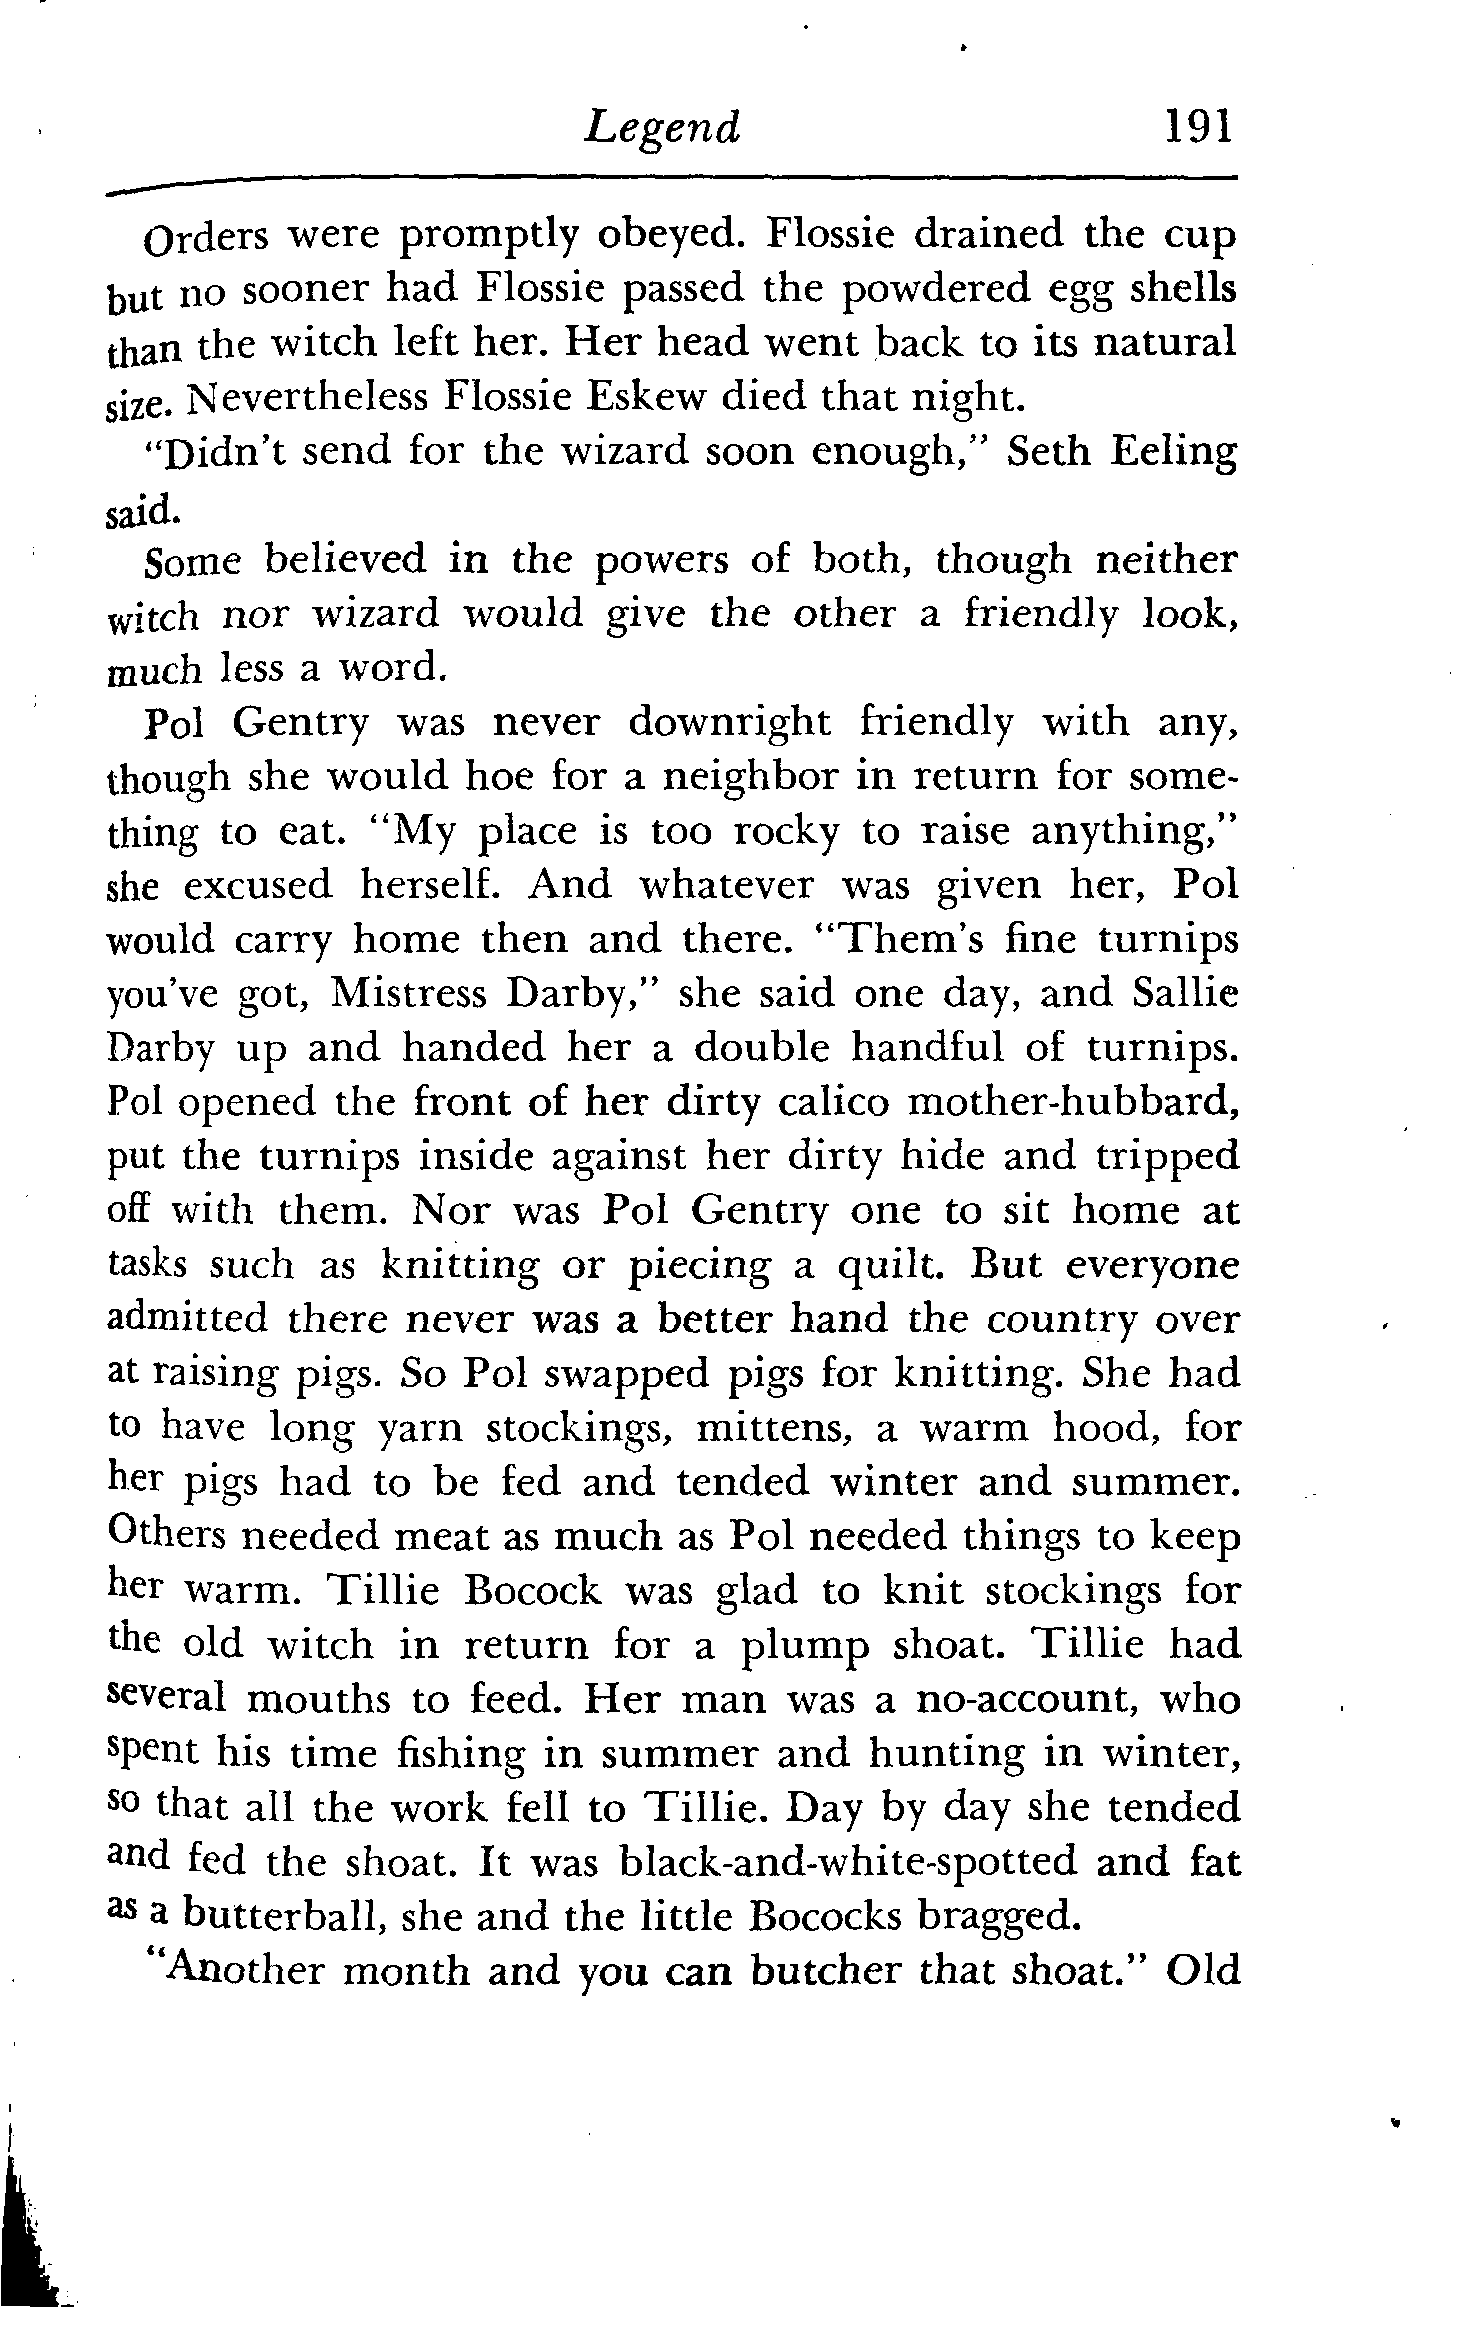 Legend 191
Orders were promptly obeyed. Flossie drained the cup
but no sooner had Flossie passed the powdered egg shells
than the witch left her. Her head went back to its natural
size. Nevertheless Flossie Eskew died that night.
"Didn't send for the wizard soon enough," Seth Eeling
said.
Some believed in the powers of both, though neither
witch nor wizard would give the other a friendly look,
much less a word.
Pol Gentry was never downright friendly with any,
though she would hoe for a neighbor in return for some-
thing to eat. "My place is too rocky to raise anything,"
she excused herself. And whatever was given her, Pol
would carry home then and there. "Them's fine turnips
you've got, Mistress Darby," she said one day, and Sallie
Darby up and handed her a double handful of turnips.
Pol opened the front of her dirty calico mother-hubbard,
put the turnips inside against her dirty hide and tripped
off with them. Nor was Pol Gentry one to sit home at
tasks such as knitting or piecing a quilt. But everyone
admitted there never was a better hand the country over
at raising pigs. So Pol swapped pigs for knitting. She had
to have long yarn stockings, mittens, a warm hood, for
her pigs had to be fed and tended winter and summer.
Others needed meat as much as Pol needed things to keep
her warm. Tillie Bocock was glad to knit stockings for
the old witch in return for a plump shoat. Tillie had
several mouths to feed. Her man was a no-account, who
spent his time fishing in summer and hunting in winter,
so that all the work fell to Tillie. Day by day she tended
and fed the shoat. It was black-and-white-spotted and fat
as a butterball, she and the little Bococks bragged.
"Another month and you can butcher that shoat." Old